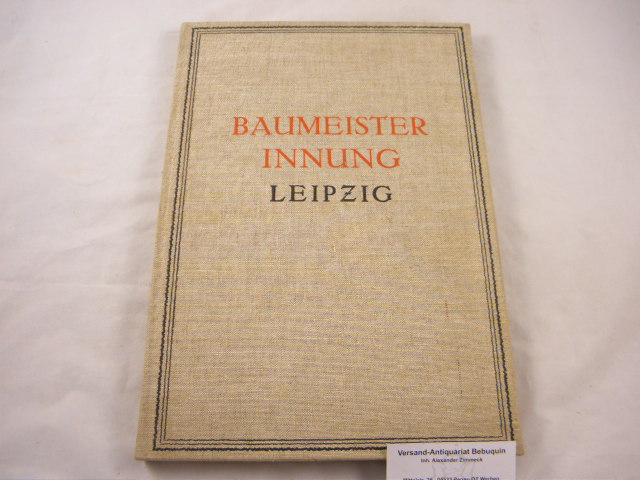 BAUMEISTER
INNUNG
LEIPZIG
Versand-Antiquariat Bebuquin
Inh. Alexander Zimmeck